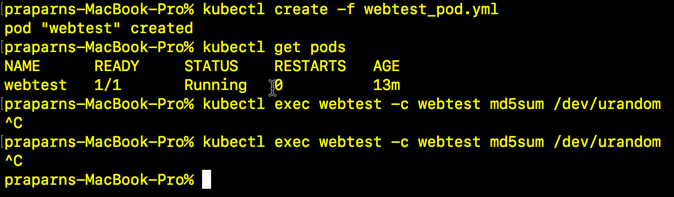 praparns-MacBook-Pro% kubectl create -f webtest_pod.yml
pod "webtest" created
praparns-MacBook-Pro% kubectl get pods
NAME READY STATUS RESTARTS AGE
webtest 1/1 Running 0 13m
praparns-MacBook-Pro% kubectl exec webtest -c webtest md5sum /dev/urandom
^C
praparns-MacBook-Pro% kubectl exec webtest -c webtest md5sum /dev/urandom
^C
praparns-MacBook-Pro%